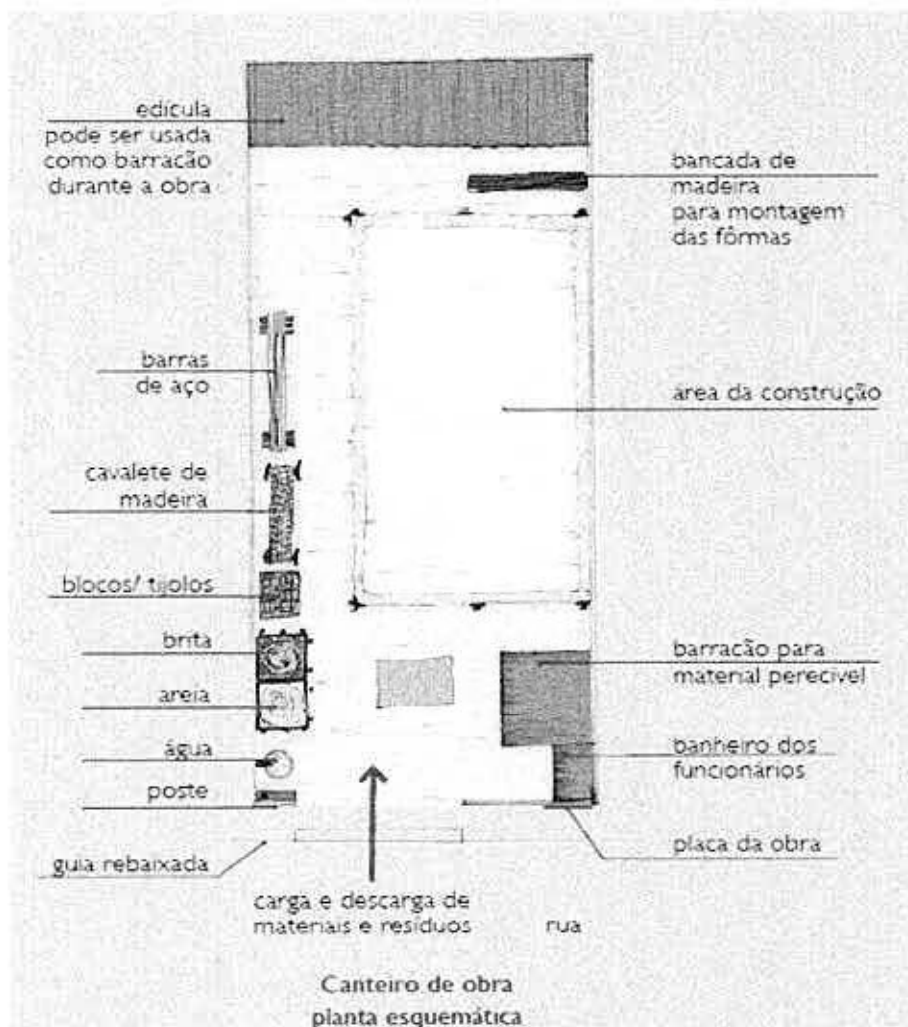 edícula
pode ser usada
como barracão
durante a obra
bancada de
madeira
para montagem
das fôrmas
barras
de aço
área da construção
cavalete de
madeira
blocos/ tijolos
brita
areia
água
poste
guia rebaixada
barracão para
material perecível
banheiro dos
funcionários
placa da obra
carga e descarga de
materiais e resíduos
rua
Canteiro de obra
planta esquemática